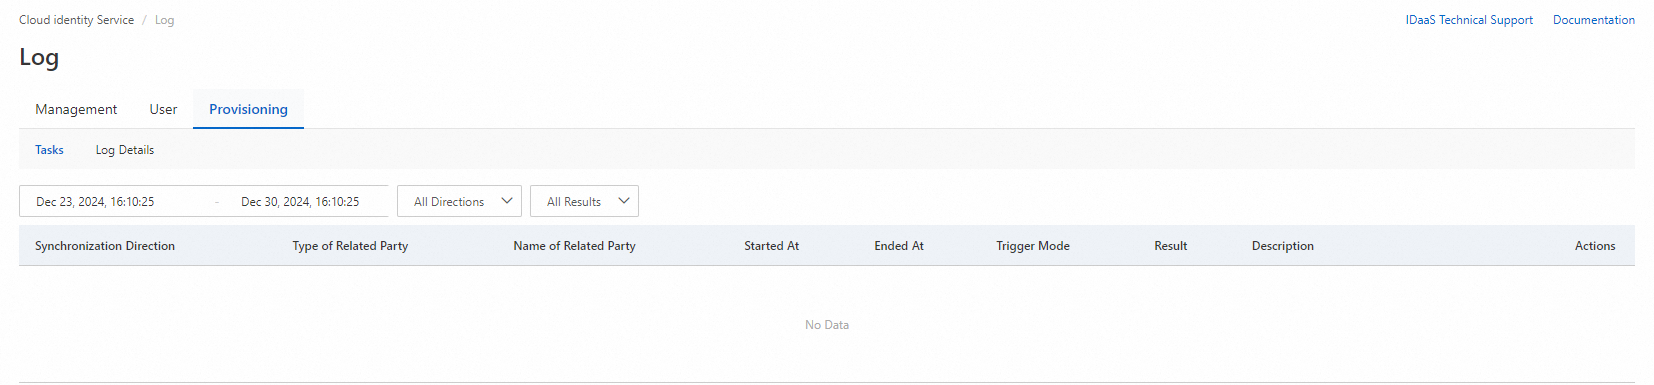 Cloud identity Service / Log
IDaaS Technical Support Documentation
Log
Management User Provisioning
Tasks Log Details
Dec 23, 2024, 16:10:25 - Dec 30, 2024, 16:10:25 All Directions All Results
Synchronization Direction Type of Related Party Name of Related Party Started At Ended At Trigger Mode Result Description Actions
No Data